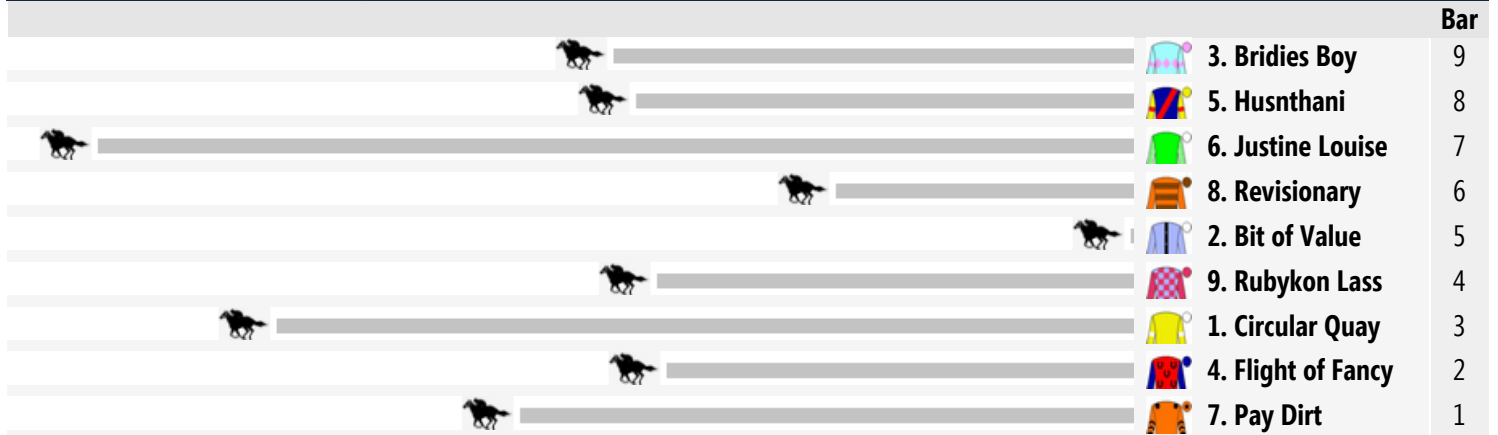 Bar
3. Bridies Boy 9
5. Husnthani 8
6. Justine Louise 7
8. Revisionary 6
2. Bit of Value 5
9. Rubykon Lass 4
1. Circular Quay 3
4. Flight of Fancy 2
7. Pay Dirt 1